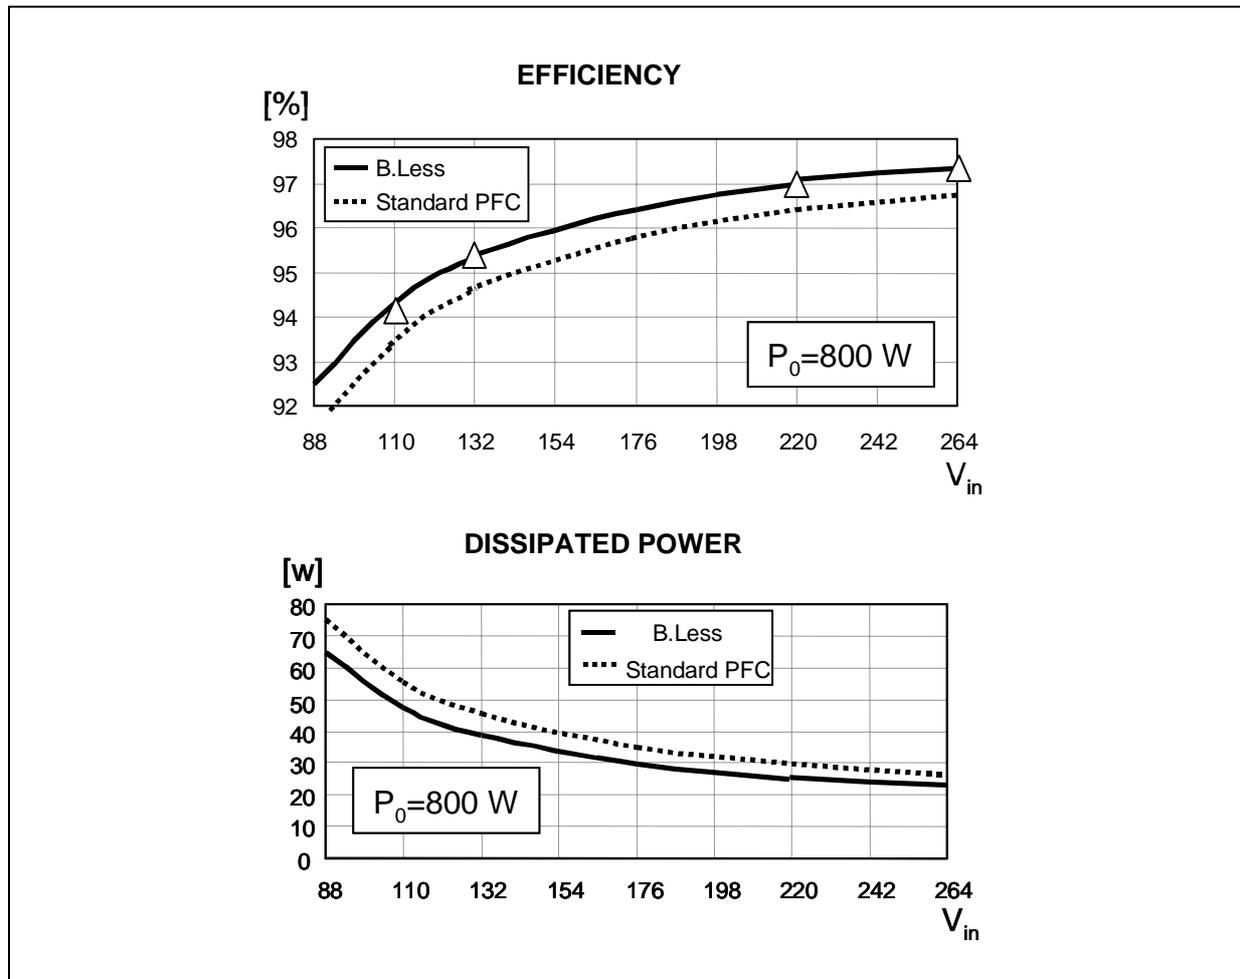 EFFICIENCY
[%]
98
97
96
95
94
93
92
B.Less
Standard PFC
P0=800 W
88 110 132 154 176 198 220 242 264
Vin
DISSIPATED POWER
[w]
80
70
60
50
40
30
20
10
0
B.Less
Standard PFC
P0=800 W
88 110 132 154 176 198 220 242 264
Vin